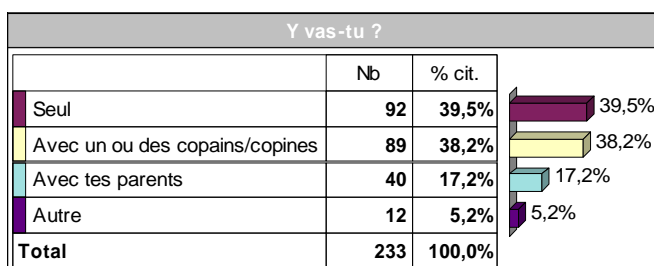 Y vas-tu ?
Nb % cit.
Seul 92 39,5% 39,5%
Avec un ou des copains/copines 89 38,2% 38,2%
Avec tes parents 40 17,2% 17,2%
Autre 12 5,2% 5,2%
Total 233 100,0%